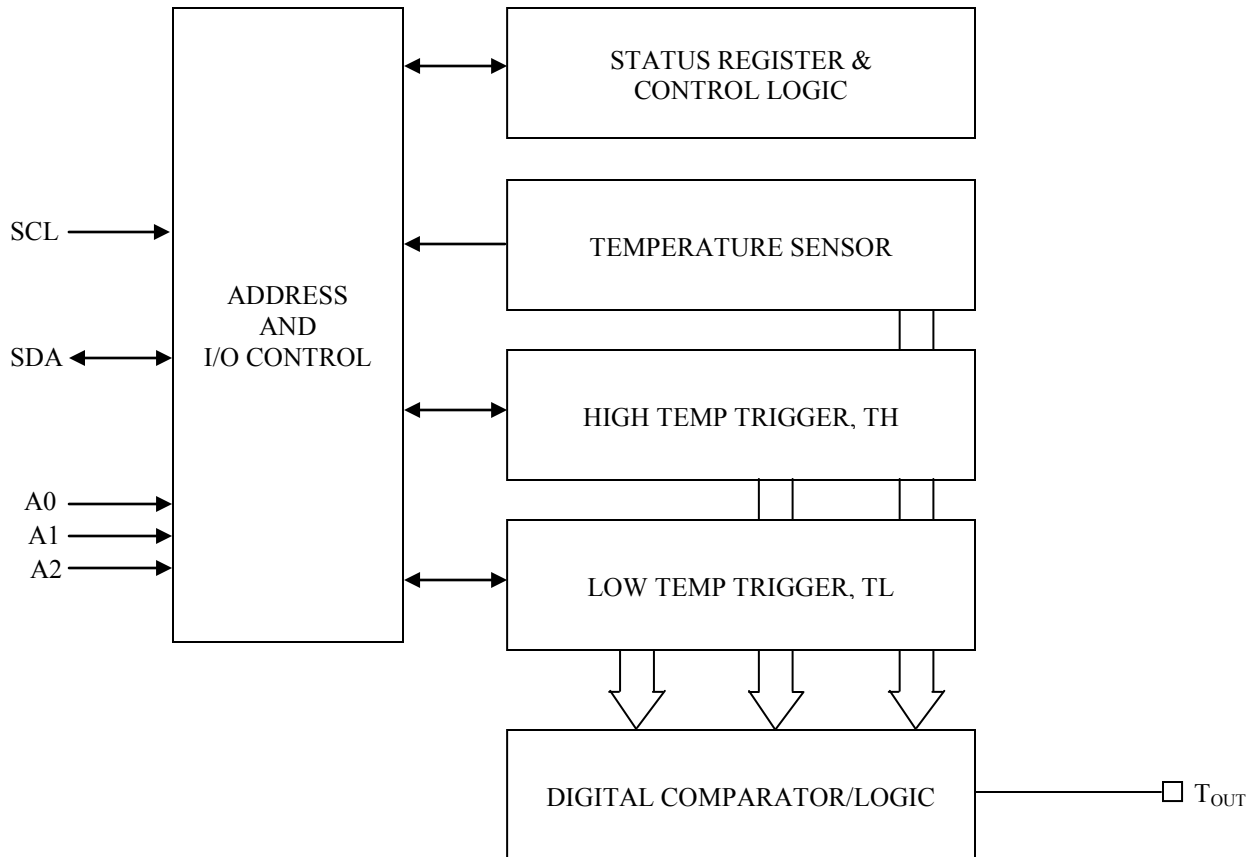 STATUS REGISTER &
CONTROL LOGIC
SCL
TEMPERATURE SENSOR
ADDRESS
AND
I/O CONTROL
SDA
HIGH TEMP TRIGGER, TH
A0
A1
A2
LOW TEMP TRIGGER, TL
DIGITAL COMPARATOR/LOGIC
TOUT